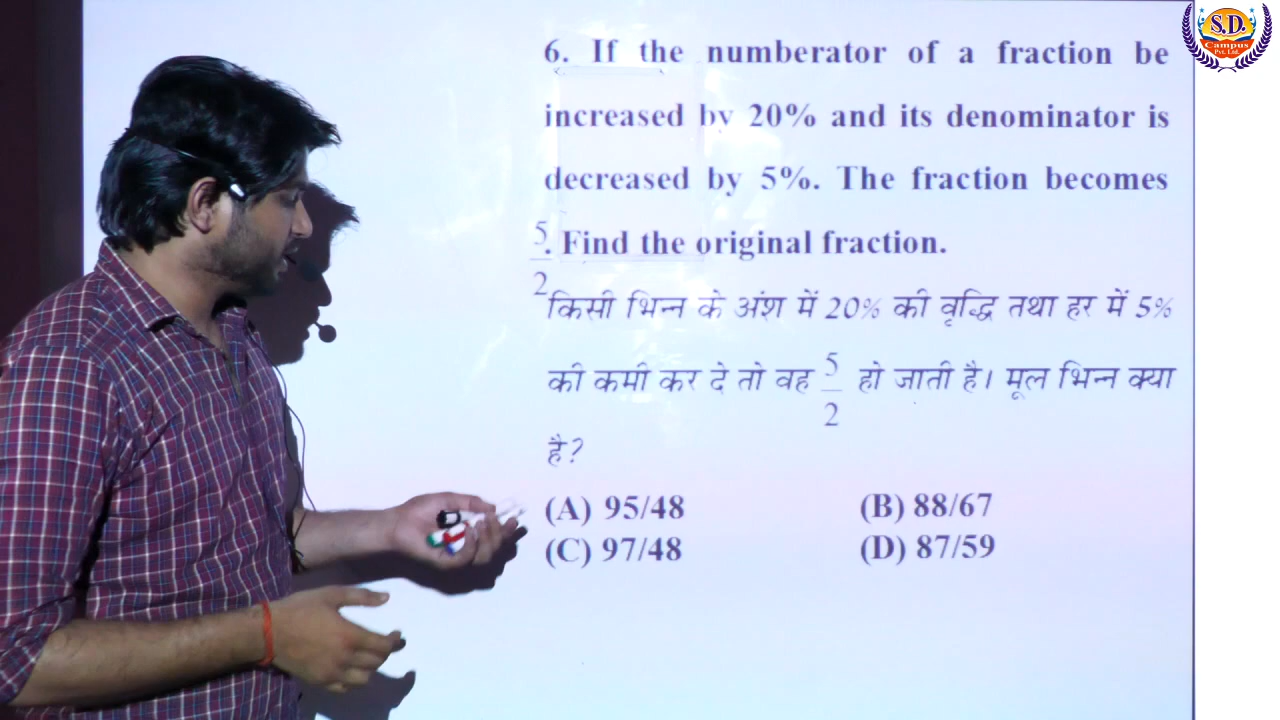 S.D.
Campus
Pvt. Ltd.
6. If the numberator of a fraction be
increased by 20% and its denominator is
decreased by 5%. The fraction becomes
5/2. Find the original fraction.
किसी भिन्न के अंश में 20% की वृद्धि तथा हर में 5%
की कमी कर दे तो वह 5/2 हो जाती है। मूल भिन्न क्या
है?
(A) 95/48 (B) 88/67
(C) 97/48 (D) 87/59